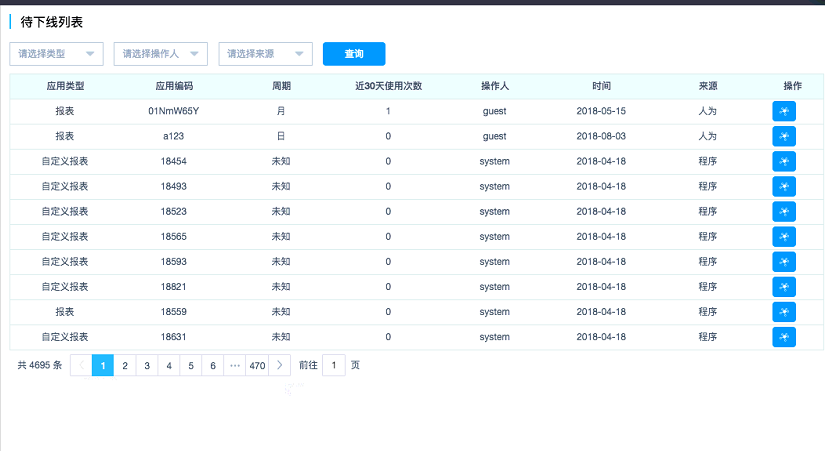 待下线列表
请选择类型 请选择操作人 请选择来源 查询
应用类型 应用编码 周期 近30天使用次数 操作人 时间 来源 操作
报表 01NmW65Y 月 1 guest 2018-05-15 人为
报表 a123 日 0 guest 2018-08-03 人为
自定义报表 18454 未知 0 system 2018-04-18 程序
自定义报表 18493 未知 0 system 2018-04-18 程序
自定义报表 18523 未知 0 system 2018-04-18 程序
自定义报表 18565 未知 0 system 2018-04-18 程序
自定义报表 18593 未知 0 system 2018-04-18 程序
自定义报表 18821 未知 0 system 2018-04-18 程序
报表 18559 未知 0 system 2018-04-18 程序
自定义报表 18631 未知 0 system 2018-04-18 程序
共 4695 条 1 2 3 4 5 6 ··· 470 前往 1 页